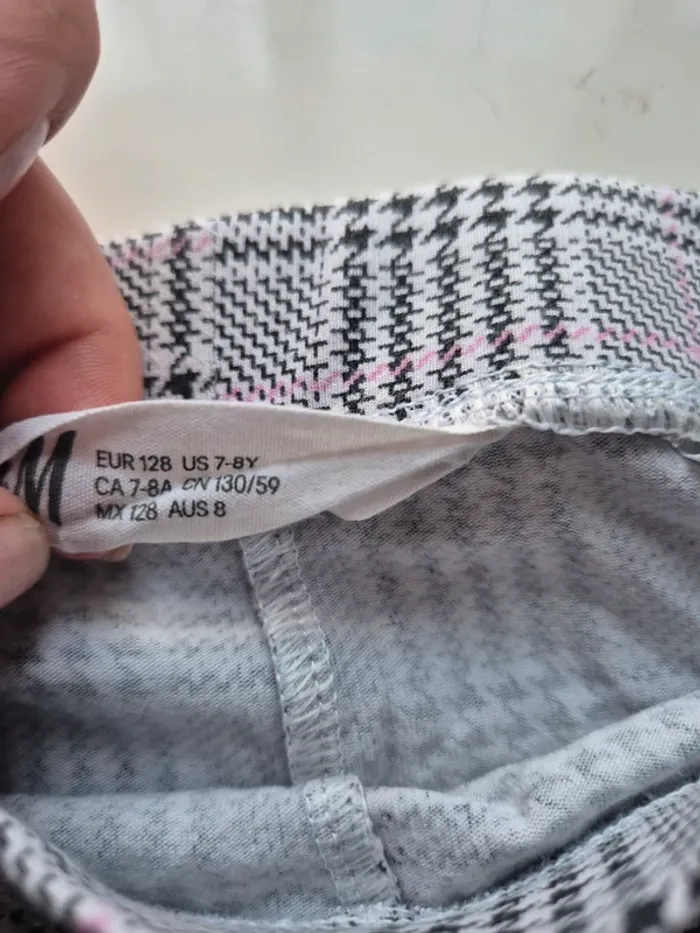 M
EUR 128 US 7-8Y
CA 7-8A CN 130/59
MX 128 AUS 8